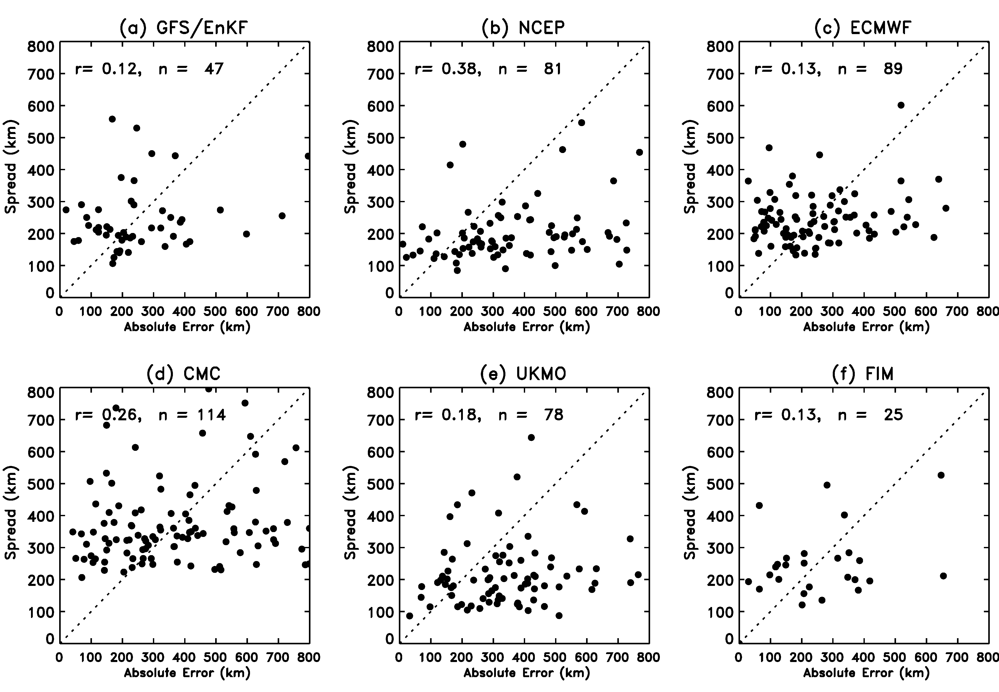 (a) GFS/EnKF
r= 0.12, n = 47
800
700
600
500
400
300
200
100
0
Spread (km)
0 100 200 300 400 500 600 700 800
Absolute Error (km)
(b) NCEP
r= 0.38, n = 81
800
700
600
500
400
300
200
100
0
Spread (km)
0 100 200 300 400 500 600 700 800
Absolute Error (km)
(c) ECMWF
r= 0.13, n = 89
800
700
600
500
400
300
200
100
0
Spread (km)
0 100 200 300 400 500 600 700 800
Absolute Error (km)
(d) CMC
r= 0.26, n = 114
800
700
600
500
400
300
200
100
0
Spread (km)
0 100 200 300 400 500 600 700 800
Absolute Error (km)
(e) UKMO
r= 0.18, n = 78
800
700
600
500
400
300
200
100
0
Spread (km)
0 100 200 300 400 500 600 700 800
Absolute Error (km)
(f) FIM
r= 0.13, n = 25
800
700
600
500
400
300
200
100
0
Spread (km)
0 100 200 300 400 500 600 700 800
Absolute Error (km)